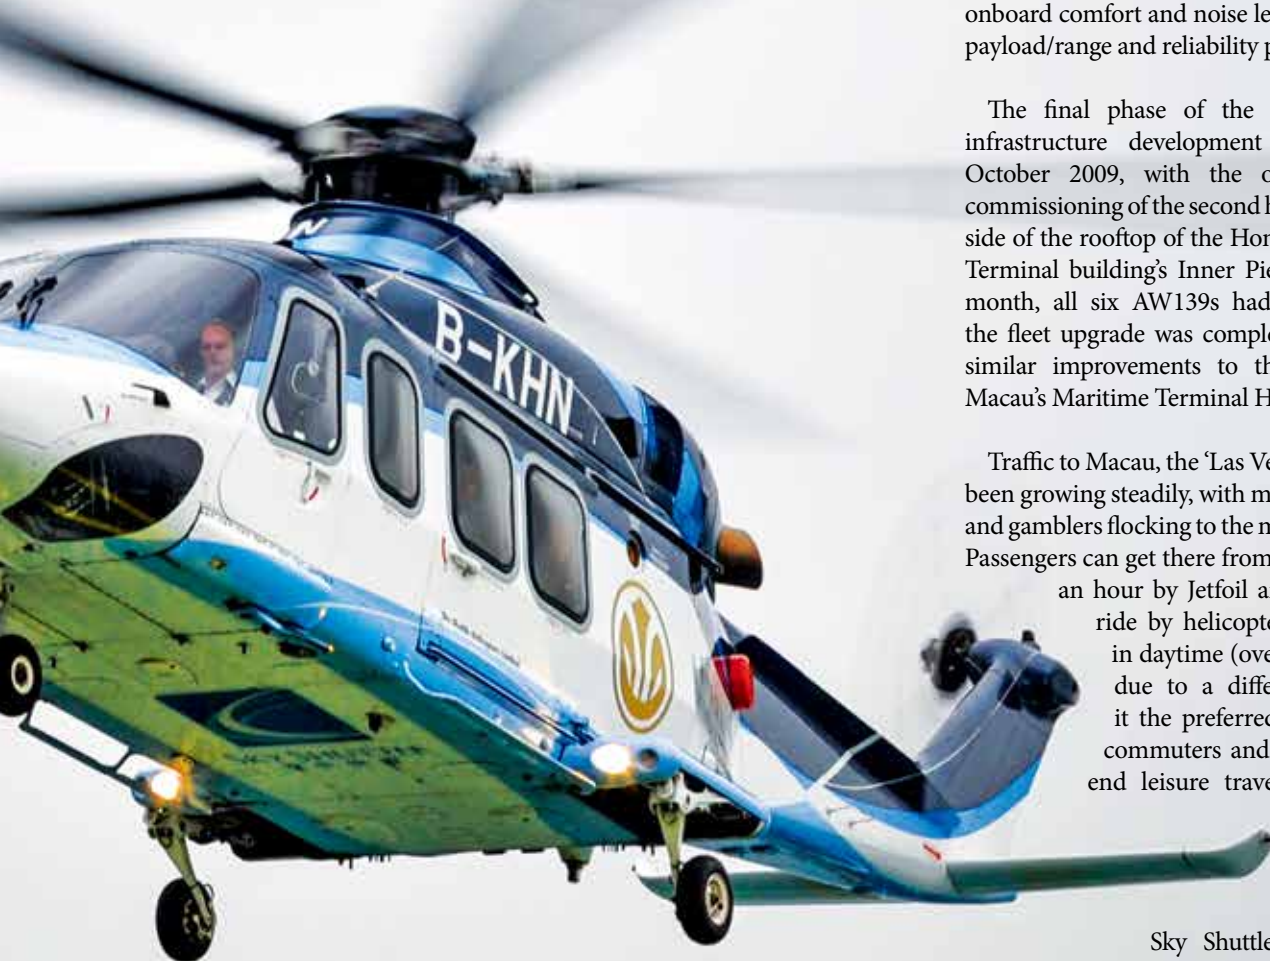 B-KHN
onboard comfort and noise le
payload/range and reliability p
The final phase of the
infrastructure development
October 2009, with the o
commissioning of the second h
side of the rooftop of the Hon
Terminal building's Inner Pie
month, all six AW139s had
the fleet upgrade was comple
similar improvements to th
Macau's Maritime Terminal H
Traffic to Macau, the ‘Las Ve
been growing steadily, with m
and gamblers flocking to the m
Passengers can get there from
an hour by Jetfoil a
ride by helicopte
in daytime (ove
due to a diffe
it the preferred
commuters and
end leisure trave
Sky Shuttle